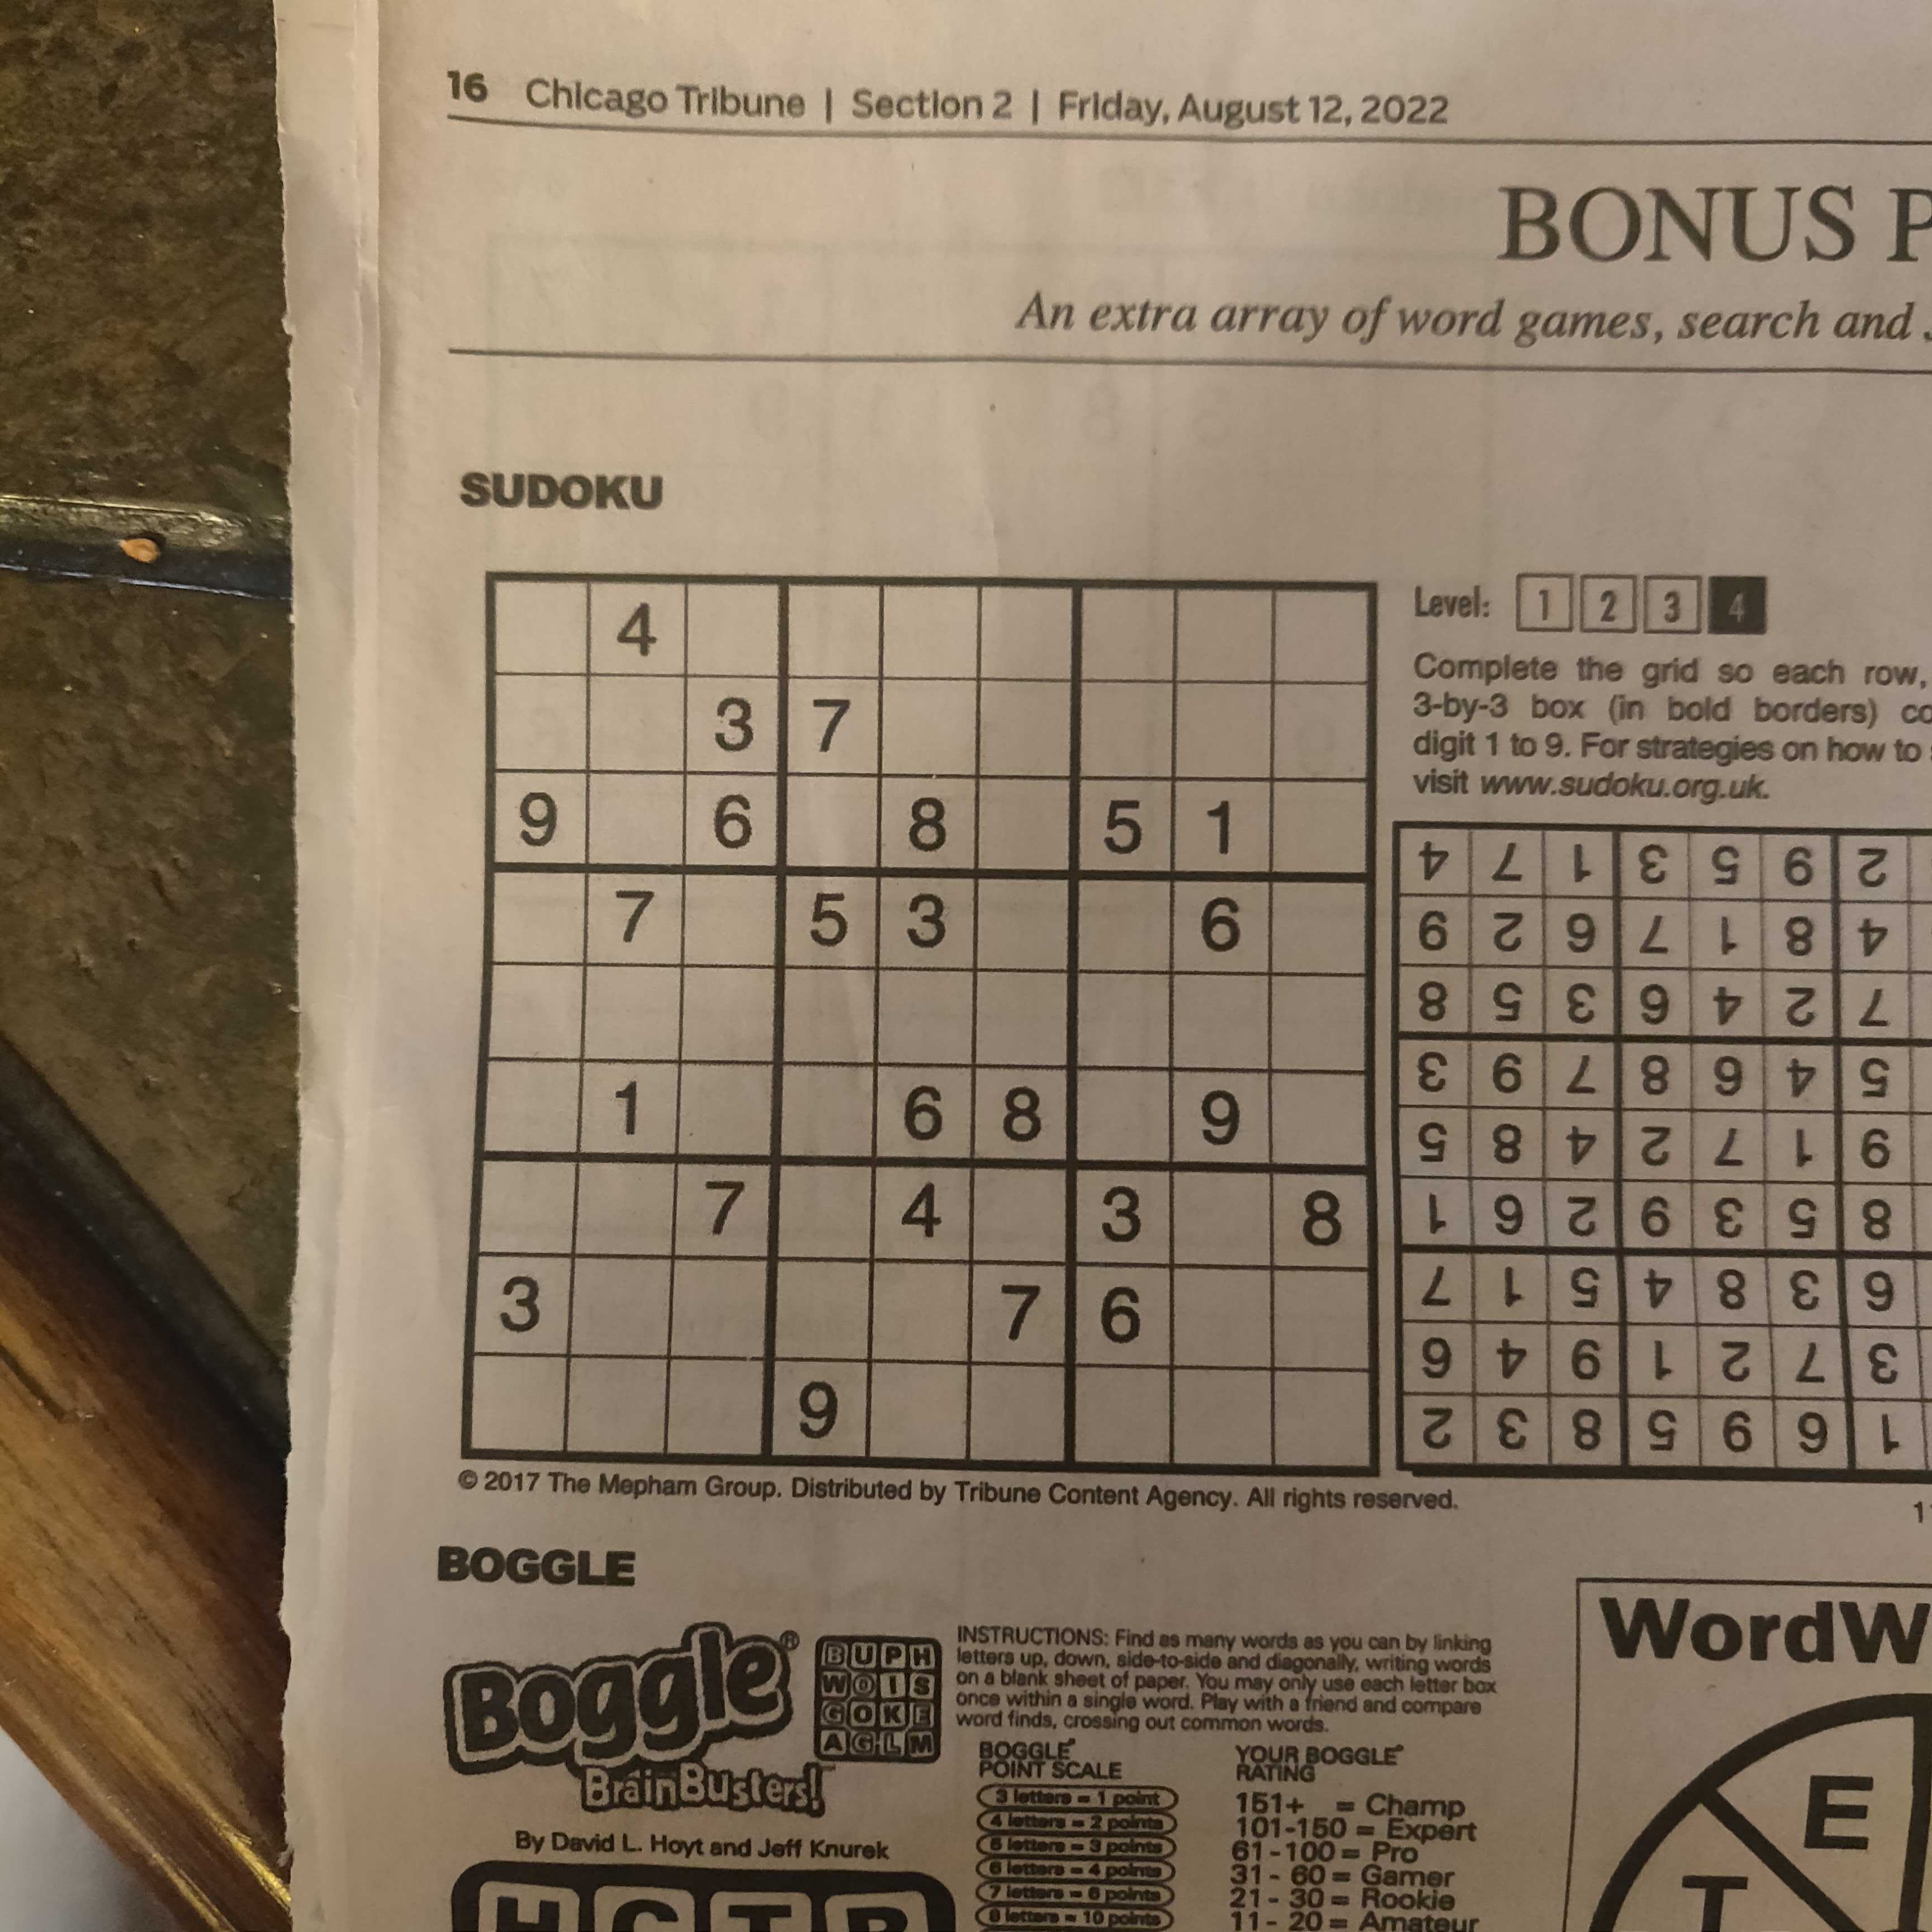 16 Chicago Tribune | Section 2 | Friday, August 12, 2022
BONUS P
An extra array of word games, search and
SUDOKU
4
3 7
9 6 8 5 1
7 5 3 6
1 6 8 9
7 4 3 8
3 7 6
9
© 2017 The Mepham Group. Distributed by Tribune Content Agency. All rights reserved.
Level: 1 2 3 4
Complete the grid so each row,
3-by-3 box (in bold borders) co
digit 1 to 9. For strategies on how to
visit www.sudoku.org.uk.
4 7 1 3 5 9 2
9 2 6 7 1 8 4
8 5 3 6 4 2 7
3 9 7 8 6 4 5
5 8 4 2 7 1 9
1 6 2 9 3 5 8
7 1 5 4 8 3 6
6 4 9 1 2 7 3
2 3 8 5 9 6 1
BOGGLE
Boggle®
BrainBusters!
By David L. Hoyt and Jeff Knurek
B U P H
W O I S
G O K E
A G L M
INSTRUCTIONS: Find as many words as you can by linking
letters up, down, side-to-side and diagonally, writing words
on a blank sheet of paper. You may only use each letter box
once within a single word. Play with a friend and compare
word finds, crossing out common words.
BOGGLE
POINT SCALE
3 letters = 1 point
4 letters = 2 points
5 letters = 3 points
6 letters = 4 points
7 letters = 6 points
8 letters = 10 points
YOUR BOGGLE
RATING
151+ = Champ
101-150 = Expert
61-100 = Pro
31 - 60 = Gamer
21 - 30 = Rookie
11 - 20 = Amateur
WordW
E
T